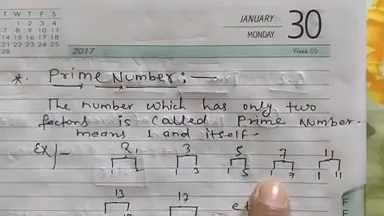 T W T F S
1 2 3 4
JANUARY
MONDAY
30
2017
Week 05
*. Prime Number:—
The number which has only two
factors is called Prime Number.
means 1 and itself-
Ex)- 2, 3 5 7 11
1 3 1 5 1 7 1 11
13 17